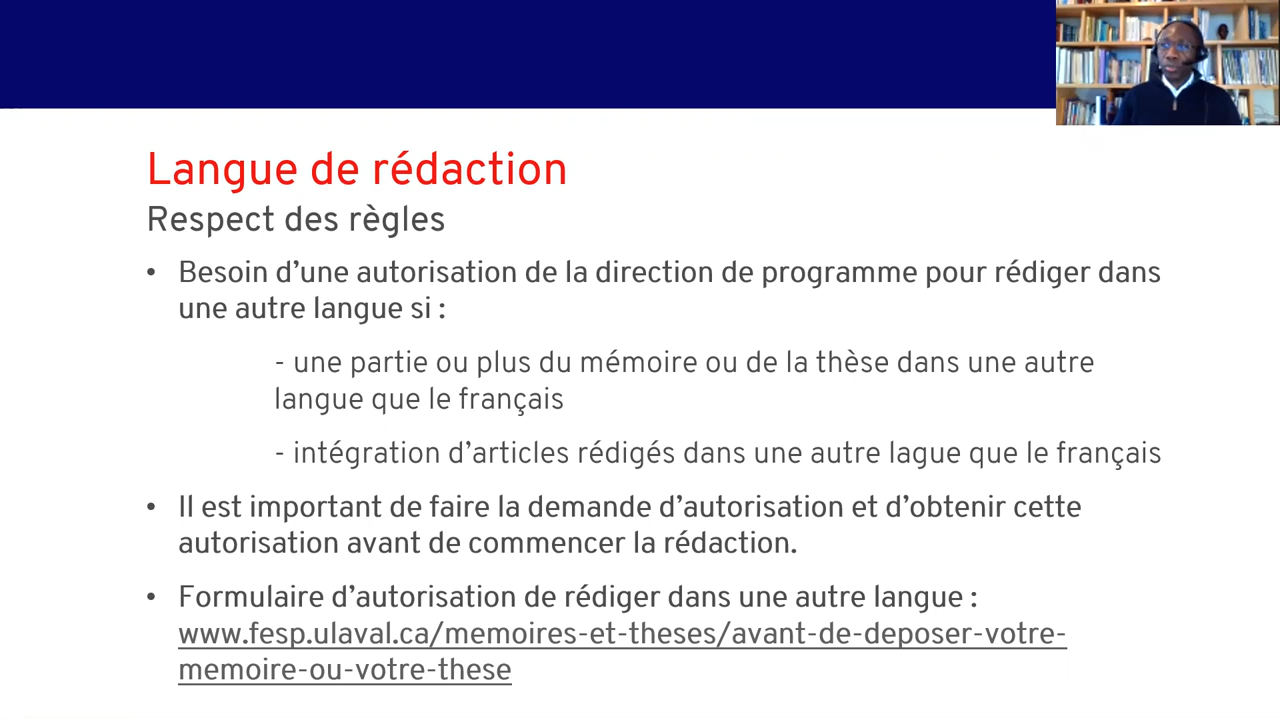 Langue de rédaction
Respect des règles
• Besoin d’une autorisation de la direction de programme pour rédiger dans
une autre langue si :
- une partie ou plus du mémoire ou de la thèse dans une autre
langue que le français
- intégration d’articles rédigés dans une autre lague que le français
• Il est important de faire la demande d’autorisation et d’obtenir cette
autorisation avant de commencer la rédaction.
• Formulaire d’autorisation de rédiger dans une autre langue :
www.fesp.ulaval.ca/memoires-et-theses/avant-de-deposer-votre-
memoire-ou-votre-these